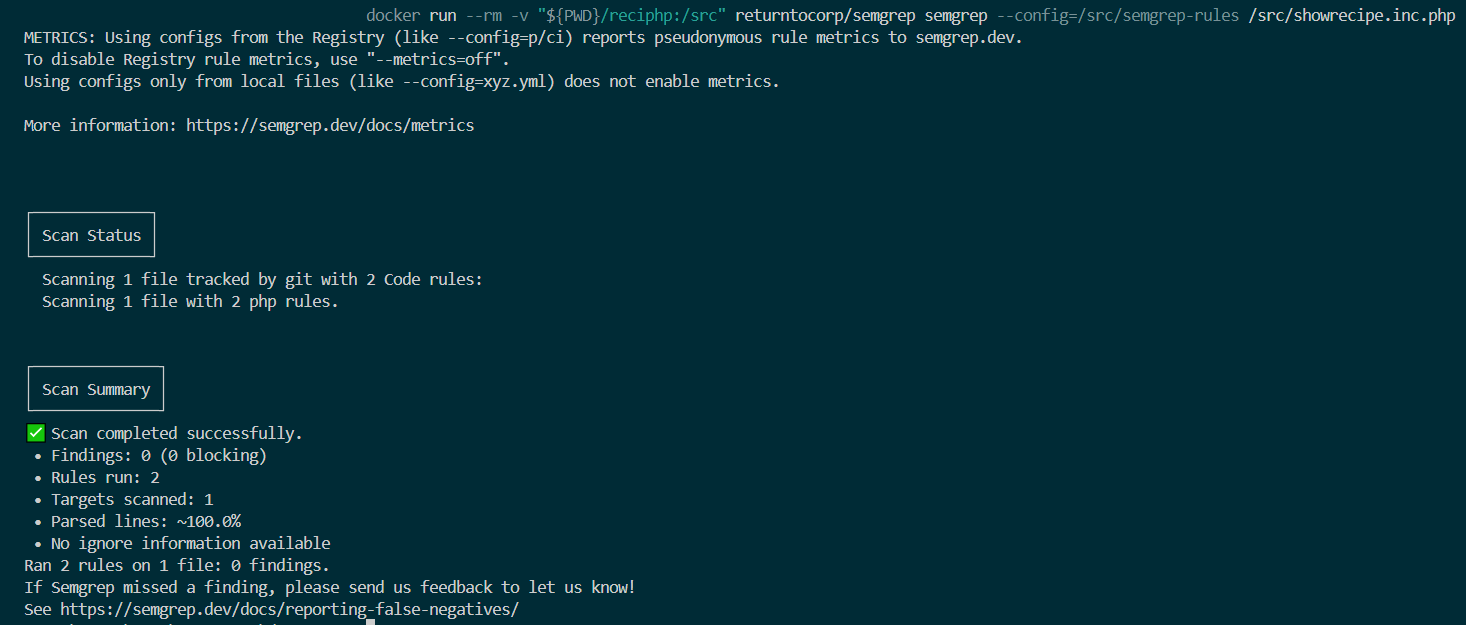 docker run --rm -v "${PWD}/reciphp:/src" returntocorp/semgrep semgrep --config=/src/semgrep-rules /src/showrecipe.inc.php
METRICS: Using configs from the Registry (like --config=p/ci) reports pseudonymous rule metrics to semgrep.dev.
To disable Registry rule metrics, use "--metrics=off".
Using configs only from local files (like --config=xyz.yml) does not enable metrics.
More information: https://semgrep.dev/docs/metrics
Scan Status
Scanning 1 file tracked by git with 2 Code rules:
Scanning 1 file with 2 php rules.
Scan Summary
✅ Scan completed successfully.
• Findings: 0 (0 blocking)
• Rules run: 2
• Targets scanned: 1
• Parsed lines: ~100.0%
• No ignore information available
Ran 2 rules on 1 file: 0 findings.
If Semgrep missed a finding, please send us feedback to let us know!
See https://semgrep.dev/docs/reporting-false-negatives/